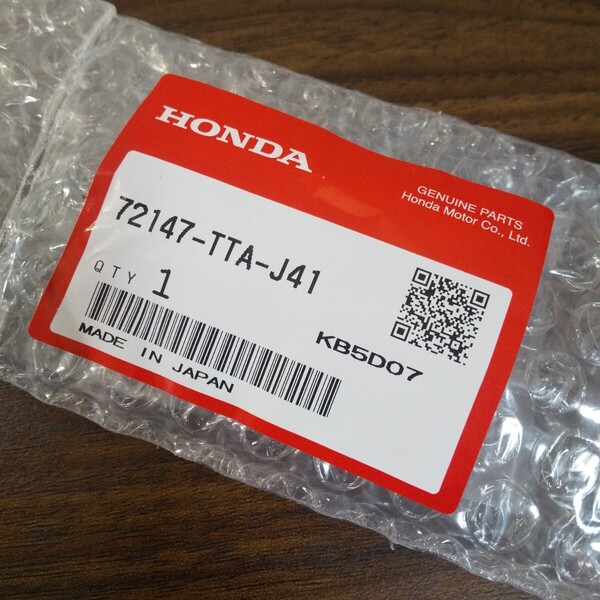 HONDA
GENUINE PARTS
Honda Motor Co., Ltd.
72147-TTA-J41
QTY 1
KB5D07
MADE IN JAPAN